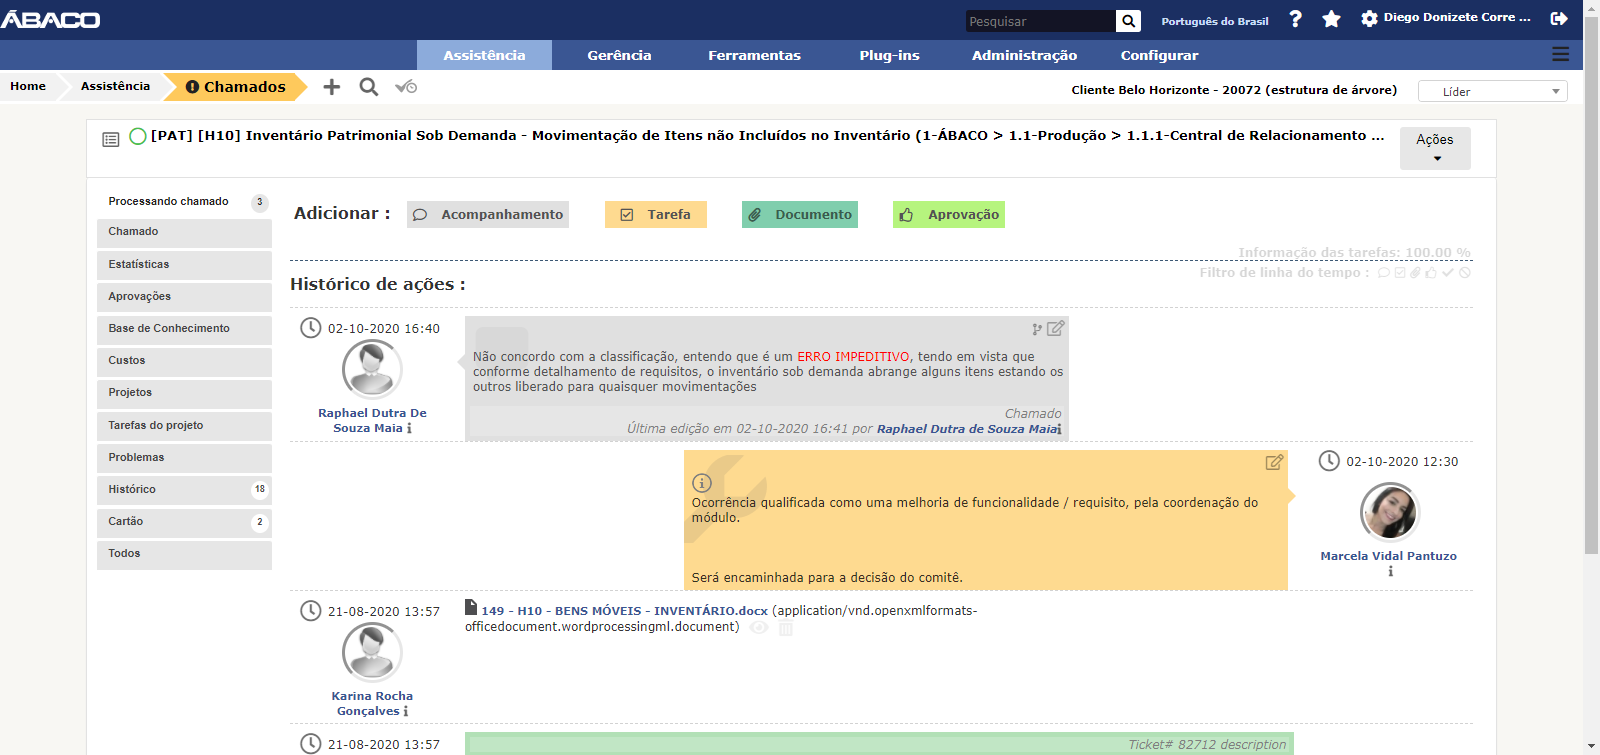 ÁBACO
Pesquisar
Português do Brasil
?
Diego Donizete Corre ...
Assistência
Gerência
Ferramentas
Plug-ins
Administração
Configurar
Home
Assistência
Chamados
Cliente Belo Horizonte - 20072 (estrutura de árvore)
Líder
[PAT] [H10] Inventário Patrimonial Sob Demanda - Movimentação de Itens não Incluídos no Inventário (1-ÁBACO > 1.1-Produção > 1.1.1-Central de Relacionamento ...
Ações
Processando chamado 3
Chamado
Estatísticas
Aprovações
Base de Conhecimento
Custos
Projetos
Tarefas do projeto
Problemas
Histórico 18
Cartão 2
Todos
Adicionar :
Acompanhamento
Tarefa
Documento
Aprovação
Informação das tarefas: 100.00 %
Filtro de linha do tempo :
Histórico de ações :
02-10-2020 16:40
Raphael Dutra De
Souza Maia
Não concordo com a classificação, entendo que é um ERRO IMPEDITIVO, tendo em vista que
conforme detalhamento de requisitos, o inventário sob demanda abrange alguns itens estando os
outros liberado para quaisquer movimentações
Chamado
Última edição em 02-10-2020 16:41 por Raphael Dutra de Souza Maia
02-10-2020 12:30
Marcela Vidal Pantuzo
Ocorrência qualificada como uma melhoria de funcionalidade / requisito, pela coordenação do
módulo.
Será encaminhada para a decisão do comitê.
21-08-2020 13:57
Karina Rocha
Gonçalves
149 - H10 - BENS MÓVEIS - INVENTÁRIO.docx (application/vnd.openxmlformats-
officedocument.wordprocessingml.document)
21-08-2020 13:57
Ticket# 82712 description